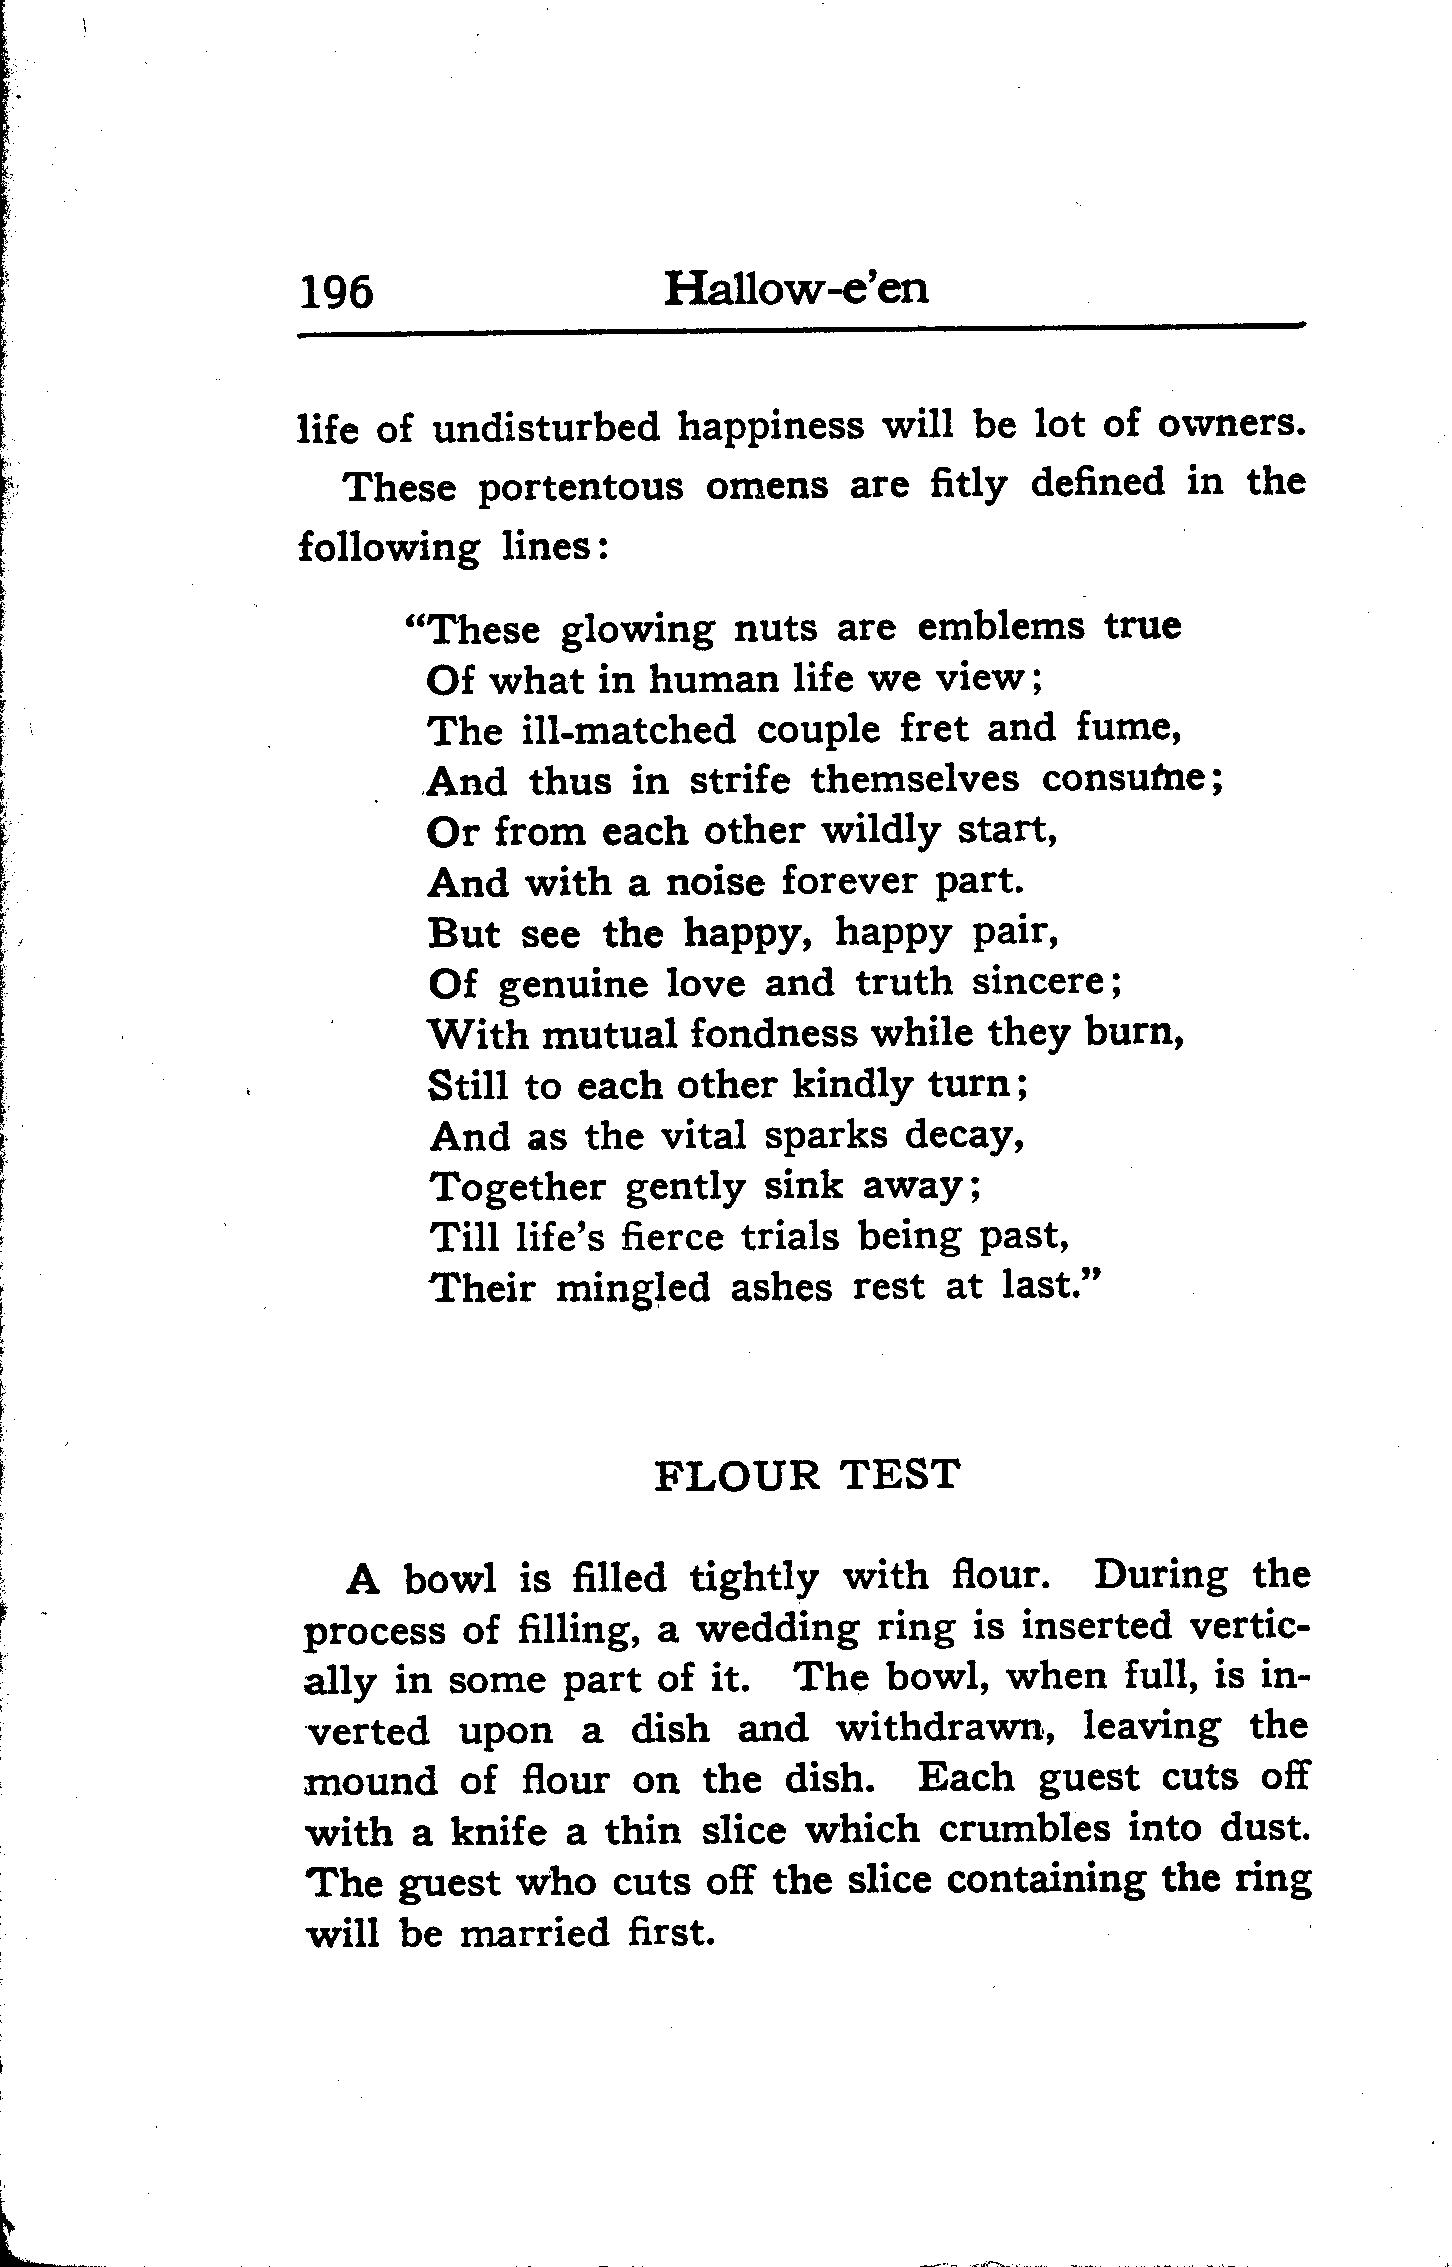 196 Hallow-e'en
life of undisturbed happiness will be lot of owners.
These portentous omens are fitly defined in the
following lines:
“These glowing nuts are emblems true
Of what in human life we view;
The ill-matched couple fret and fume,
And thus in strife themselves consume;
Or from each other wildly start,
And with a noise forever part.
But see the happy, happy pair,
Of genuine love and truth sincere;
With mutual fondness while they burn,
Still to each other kindly turn;
And as the vital sparks decay,
Together gently sink away;
Till life's fierce trials being past,
Their mingled ashes rest at last.”
FLOUR TEST
A bowl is filled tightly with flour. During the
process of filling, a wedding ring is inserted vertic-
ally in some part of it. The bowl, when full, is in-
verted upon a dish and withdrawn, leaving the
mound of flour on the dish. Each guest cuts off
with a knife a thin slice which crumbles into dust.
The guest who cuts off the slice containing the ring
will be married first.